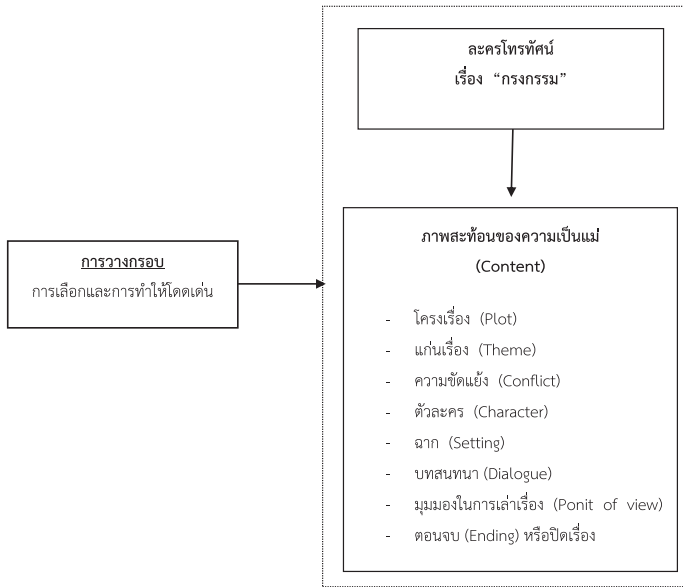 ละครโทรทัศน์
เรื่อง “กรงกรรม”
การวางกรอบ
การเลือกและการทำให้โดดเด่น
ภาพสะท้อนของความเป็นแม่
(Content)
- โครงเรื่อง (Plot)
- แก่นเรื่อง (Theme)
- ความขัดแย้ง (Conflict)
- ตัวละคร (Character)
- ฉาก (Setting)
- บทสนทนา (Dialogue)
- มุมมองในการเล่าเรื่อง (Ponit of view)
- ตอนจบ (Ending) หรือปิดเรื่อง